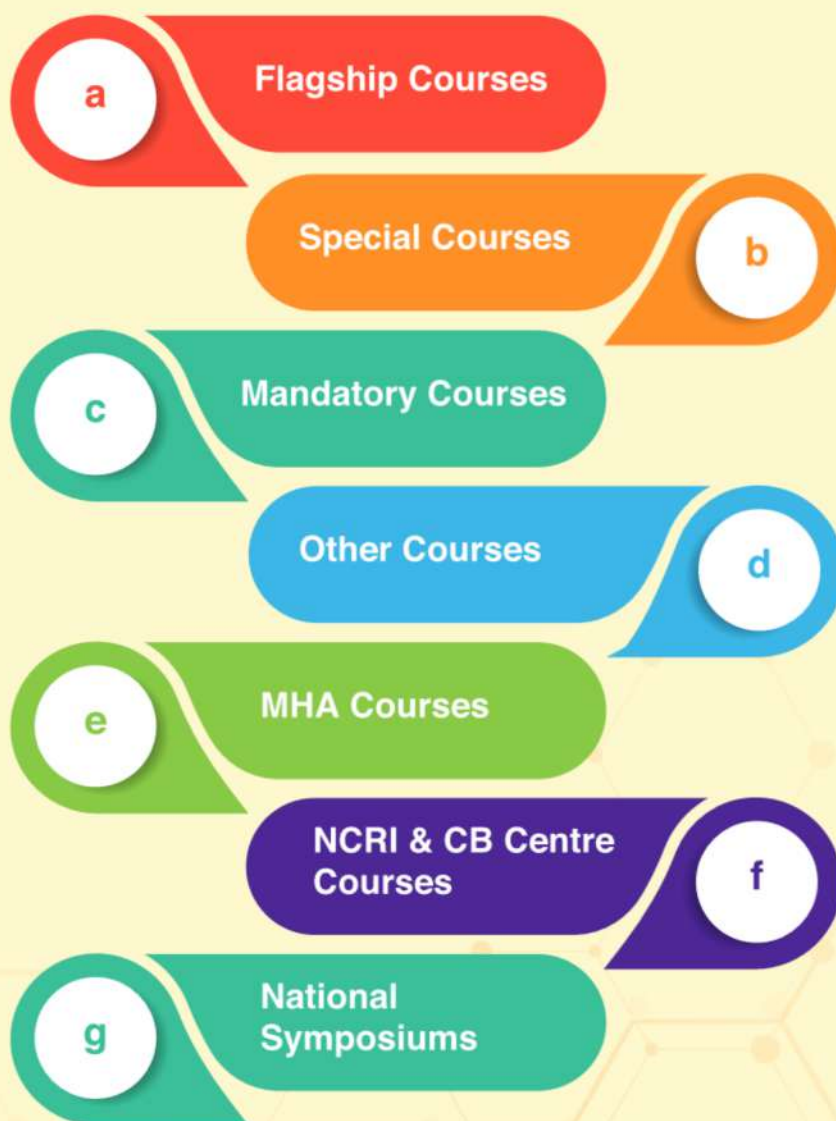 a
Flagship Courses
Special Courses
b
c
Mandatory Courses
Other Courses
d
e
MHA Courses
NCRI & CB Centre
Courses
f
g
National
Symposiums